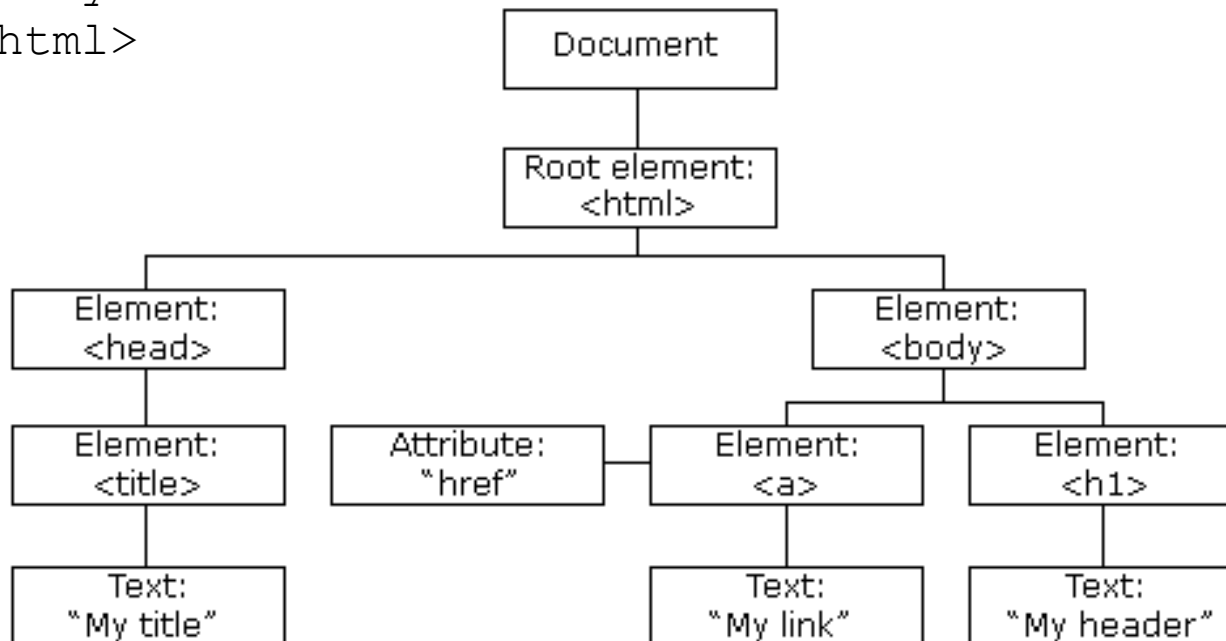 html>
Document
Root element:
<html>
Element:
<head>
Element:
<body>
Element:
<title>
Attribute:
“href”
Element:
<a>
Element:
<h1>
Text:
“My title”
Text:
“My link”
Text:
“My header”